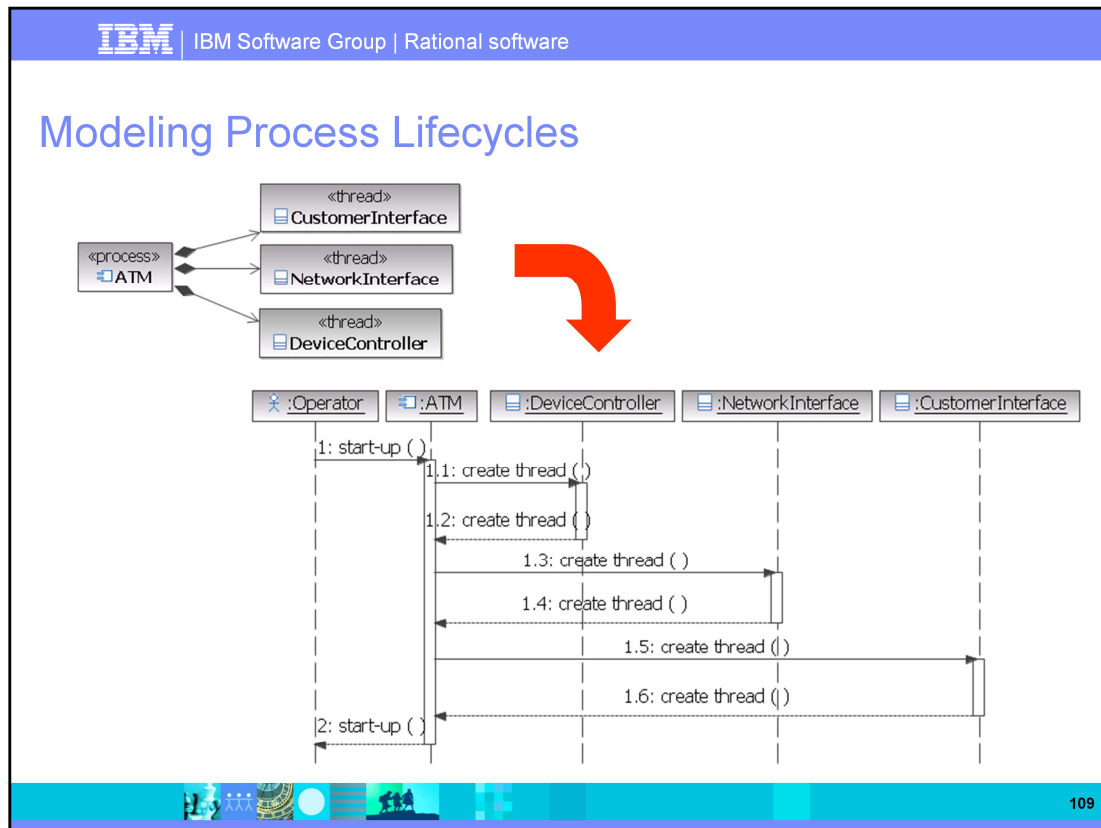 IBM | IBM Software Group | Rational software
Modeling Process Lifecycles
«thread»
CustomerInterface
«process»
ATM
«thread»
NetworkInterface
«thread»
DeviceController
:Operator
:ATM
:DeviceController
:NetworkInterface
:CustomerInterface
1: start-up ( )
1.1: create thread ( )
1.2: create thread ( )
1.3: create thread ( )
1.4: create thread ( )
1.5: create thread ( )
1.6: create thread ( )
2: start-up ( )
109